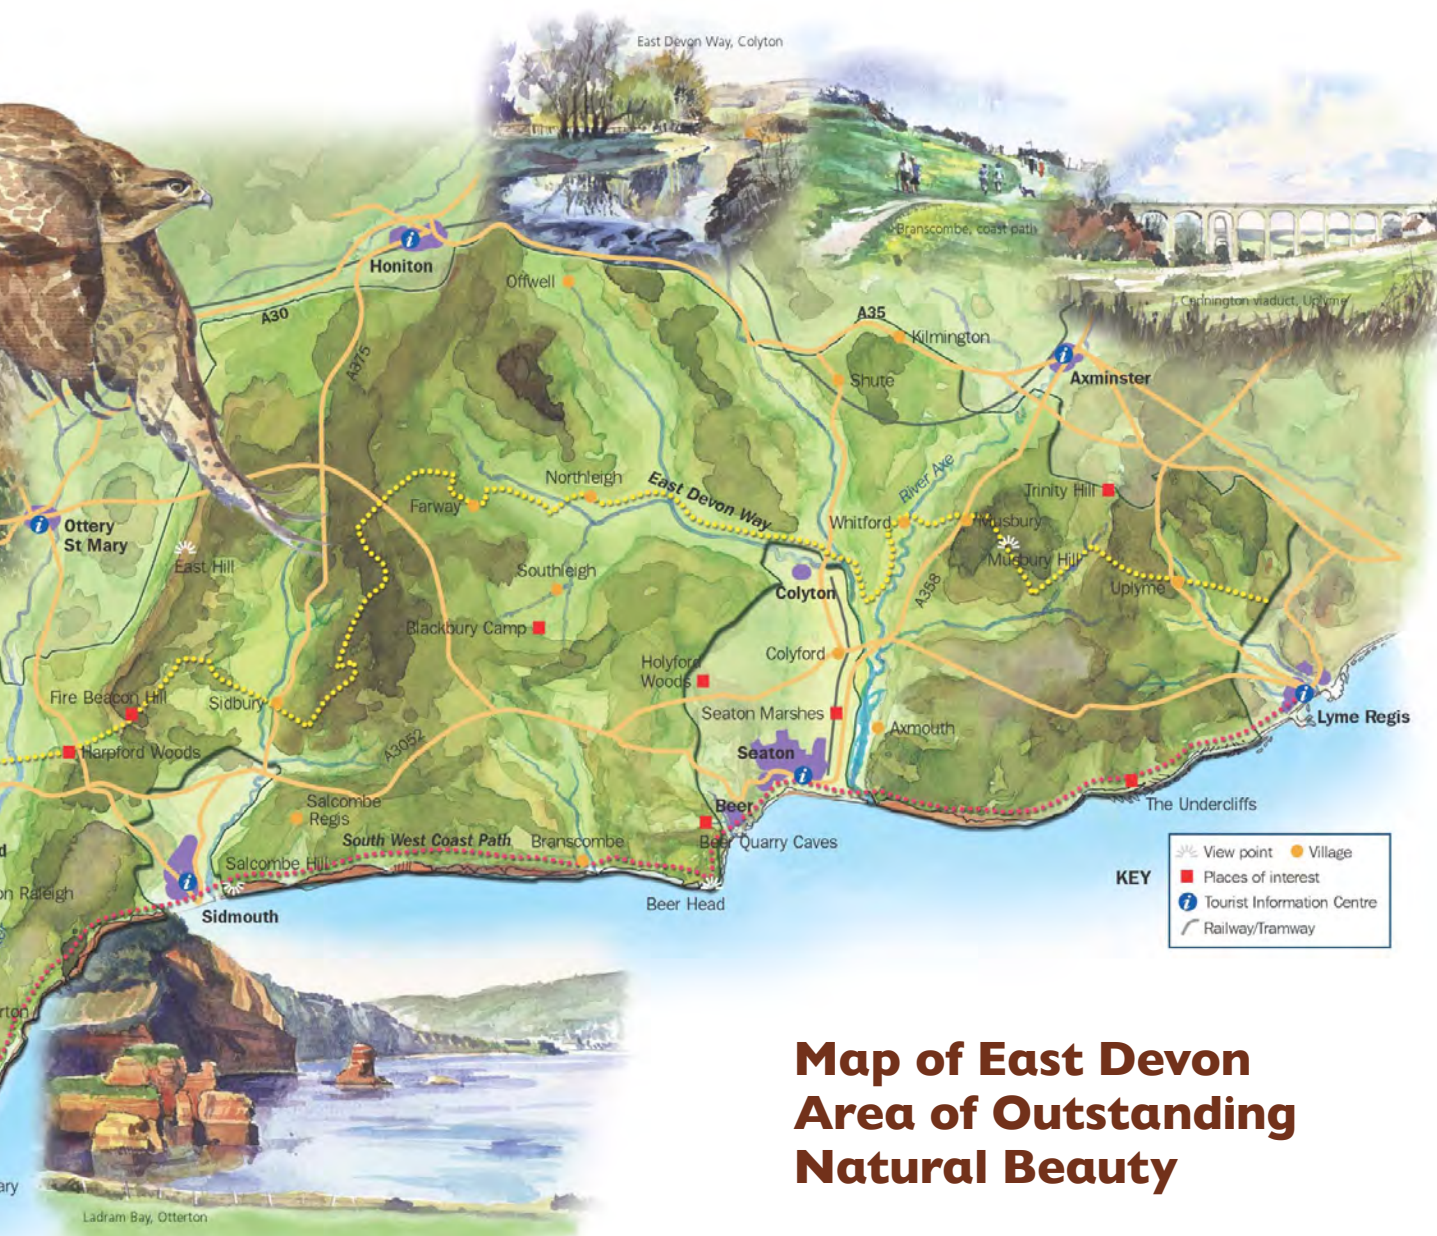 East Devon Way, Colyton
Branscombe, coast path
Cannington viaduct, Uplyme
Honiton
Offwell
A30
A35
Kilmington
A375
Shute
Axminster
River Axe
Northleigh
East Devon Way
Farway
Trinity Hill
Whitford
Musbury
Ottery
St Mary
East Hill
Musbury Hill
Southleigh
Colyton
A358
Uplyme
Blackbury Camp
Colyford
Holyford
Woods
Fire Beacon Hill
Sidbury
Seaton Marshes
Lyme Regis
Axmouth
Harpford Woods
A3052
Seaton
Salcombe
Regis
Beer
The Undercliffs
South West Coast Path
Branscombe
Beer Quarry Caves
Salcombe Hill
d
on Raleigh
Beer Head
Sidmouth
KEY
View point
Village
Places of interest
Tourist Information Centre
Railway/Tramway
rton
Map of East Devon
Area of Outstanding
Natural Beauty
ary
Ladram Bay, Otterton